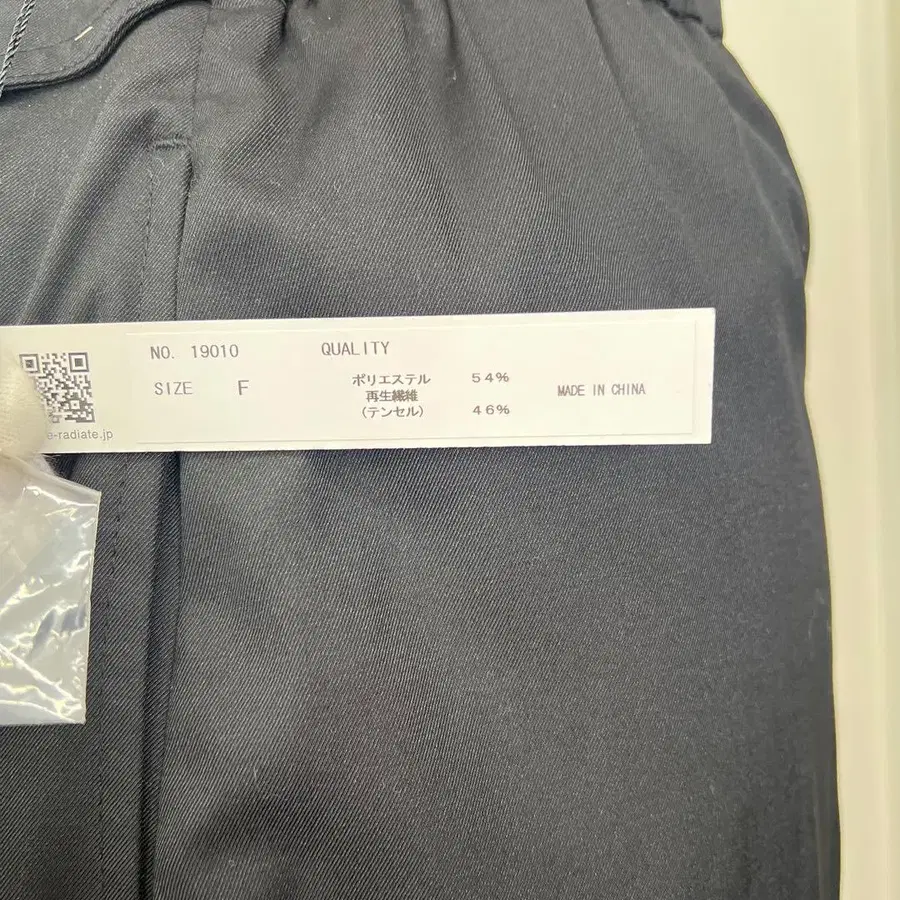 NO. 19010 QUALITY
SIZE F
ポリエステル 54%
再生繊維
(テンセル) 46%
MADE IN CHINA
e-radiate.jp